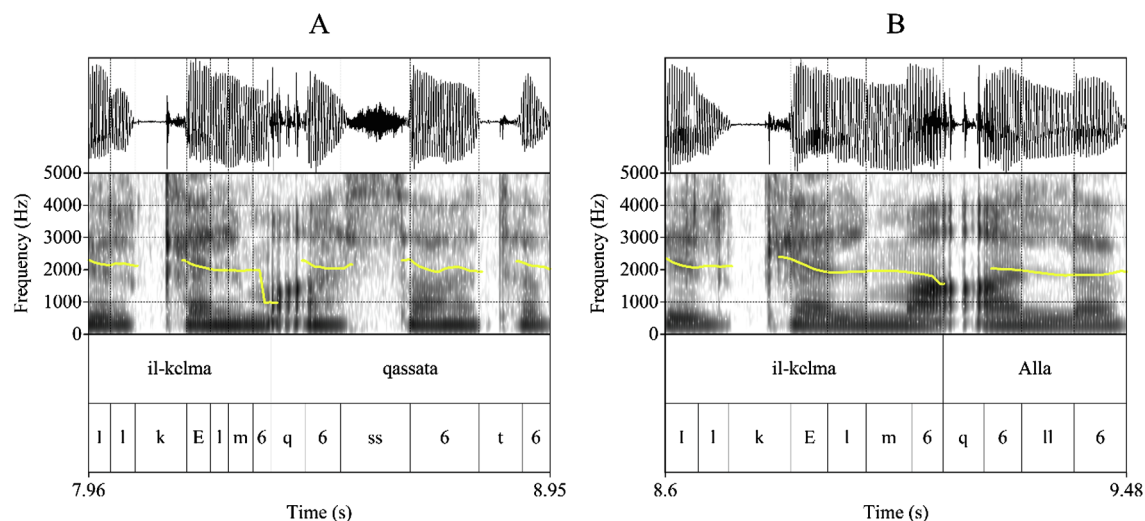 A
5000
4000
3000
2000
1000
0
Frequency (Hz)
il-kclma qassata
I l k E l m 6 q 6 ss 6 t 6
7.96 8.95
Time (s)
B
5000
4000
3000
2000
1000
0
Frequency (Hz)
il-kclma Alla
I l k E l m 6 q 6 ll 6
8.6 9.48
Time (s)